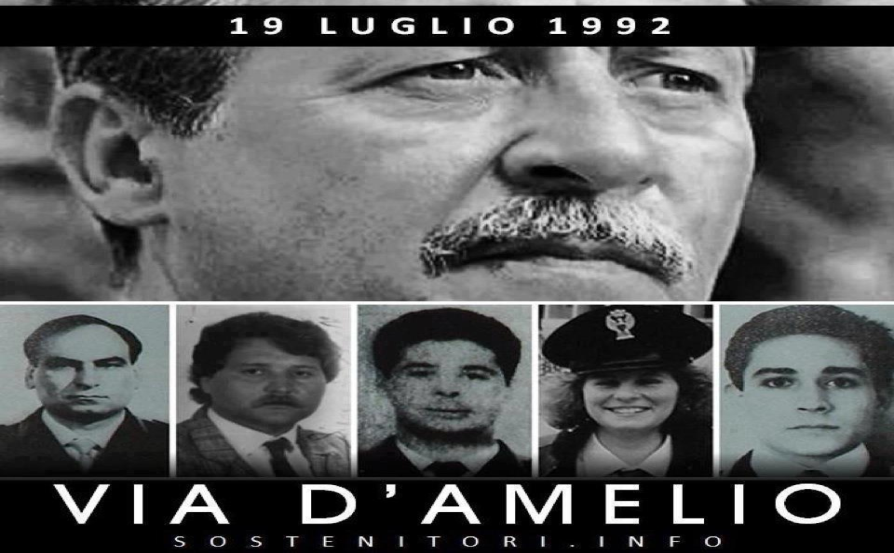 19 LUGLIO 1992
VIA D'AMELIO
SOSTENITORI.INFO